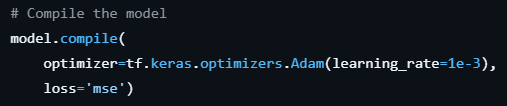 # Compile the model
model.compile(
    optimizer=tf.keras.optimizers.Adam(learning_rate=1e-3),
    loss='mse')